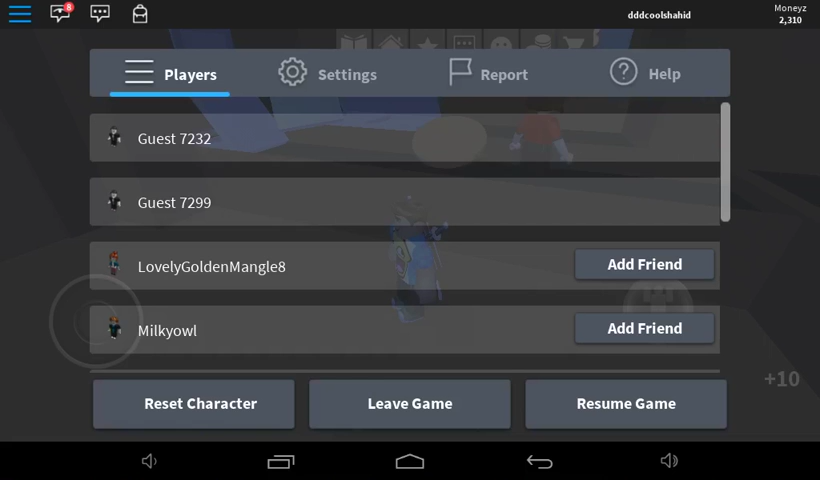 8
dddcoolshahid
Moneyz
2,310
Players
Settings
Report
Help
Guest 7232
Guest 7299
LovelyGoldenMangle8
Add Friend
Milkyowl
Add Friend
+10
Reset Character
Leave Game
Resume Game